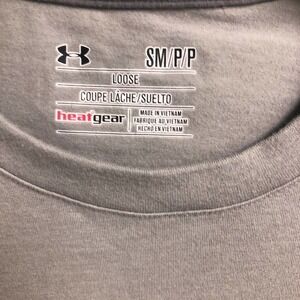 SM/P/P
LOOSE
COUPE LÂCHE/SUELTO
heatgear
MADE IN VIETNAM
FABRIQUÉ AU VIETNAM
HECHO EN VIETNAM